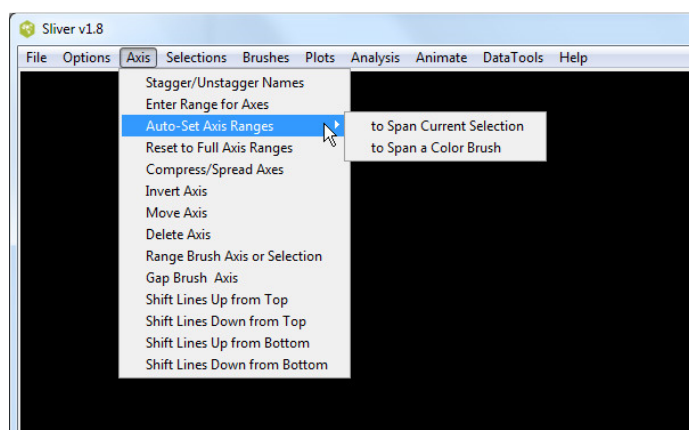 Sliver v1.8
File Options Axis Selections Brushes Plots Analysis Animate DataTools Help
Stagger/Unstagger Names
Enter Range for Axes
Auto-Set Axis Ranges
to Span Current Selection
to Span a Color Brush
Reset to Full Axis Ranges
Compress/Spread Axes
Invert Axis
Move Axis
Delete Axis
Range Brush Axis or Selection
Gap Brush Axis
Shift Lines Up from Top
Shift Lines Down from Top
Shift Lines Up from Bottom
Shift Lines Down from Bottom